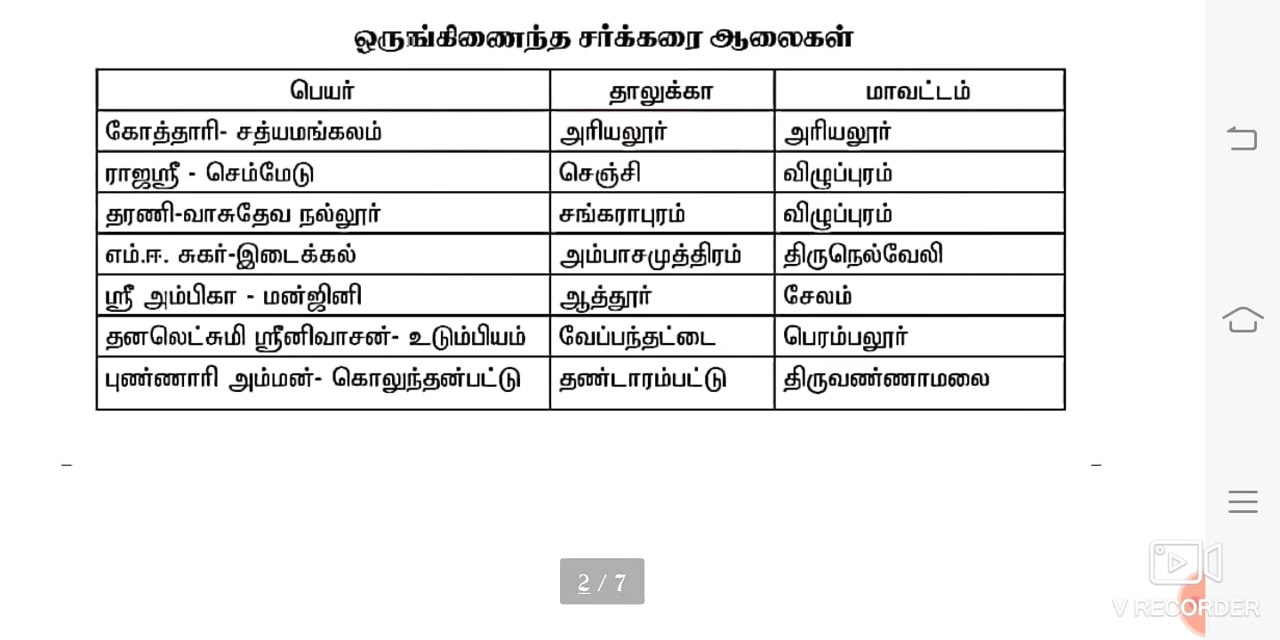 ஒருங்கிணைந்த சர்க்கரை ஆலைகள்
பெயர் தாலுக்கா மாவட்டம்
கோத்தாரி- சத்யமங்கலம் அரியலூர் அரியலூர்
ராஜஸ்ரீ - செம்மேடு செஞ்சி விழுப்புரம்
தரணி-வாசுதேவ நல்லூர் சங்கராபுரம் விழுப்புரம்
எம்.ஈ. சுகர்-இடைக்கல் அம்பாசமுத்திரம் திருநெல்வேலி
ஸ்ரீ அம்பிகா - மன்ஜினி ஆத்தூர் சேலம்
தனலெட்சுமி ஸ்ரீனிவாசன்- உடும்பியம் வேப்பந்தட்டை பெரம்பலூர்
புண்ணாரி அம்மன்- கொலுந்தன்பட்டு தண்டாரம்பட்டு திருவண்ணாமலை
2 / 7
V RECORDER